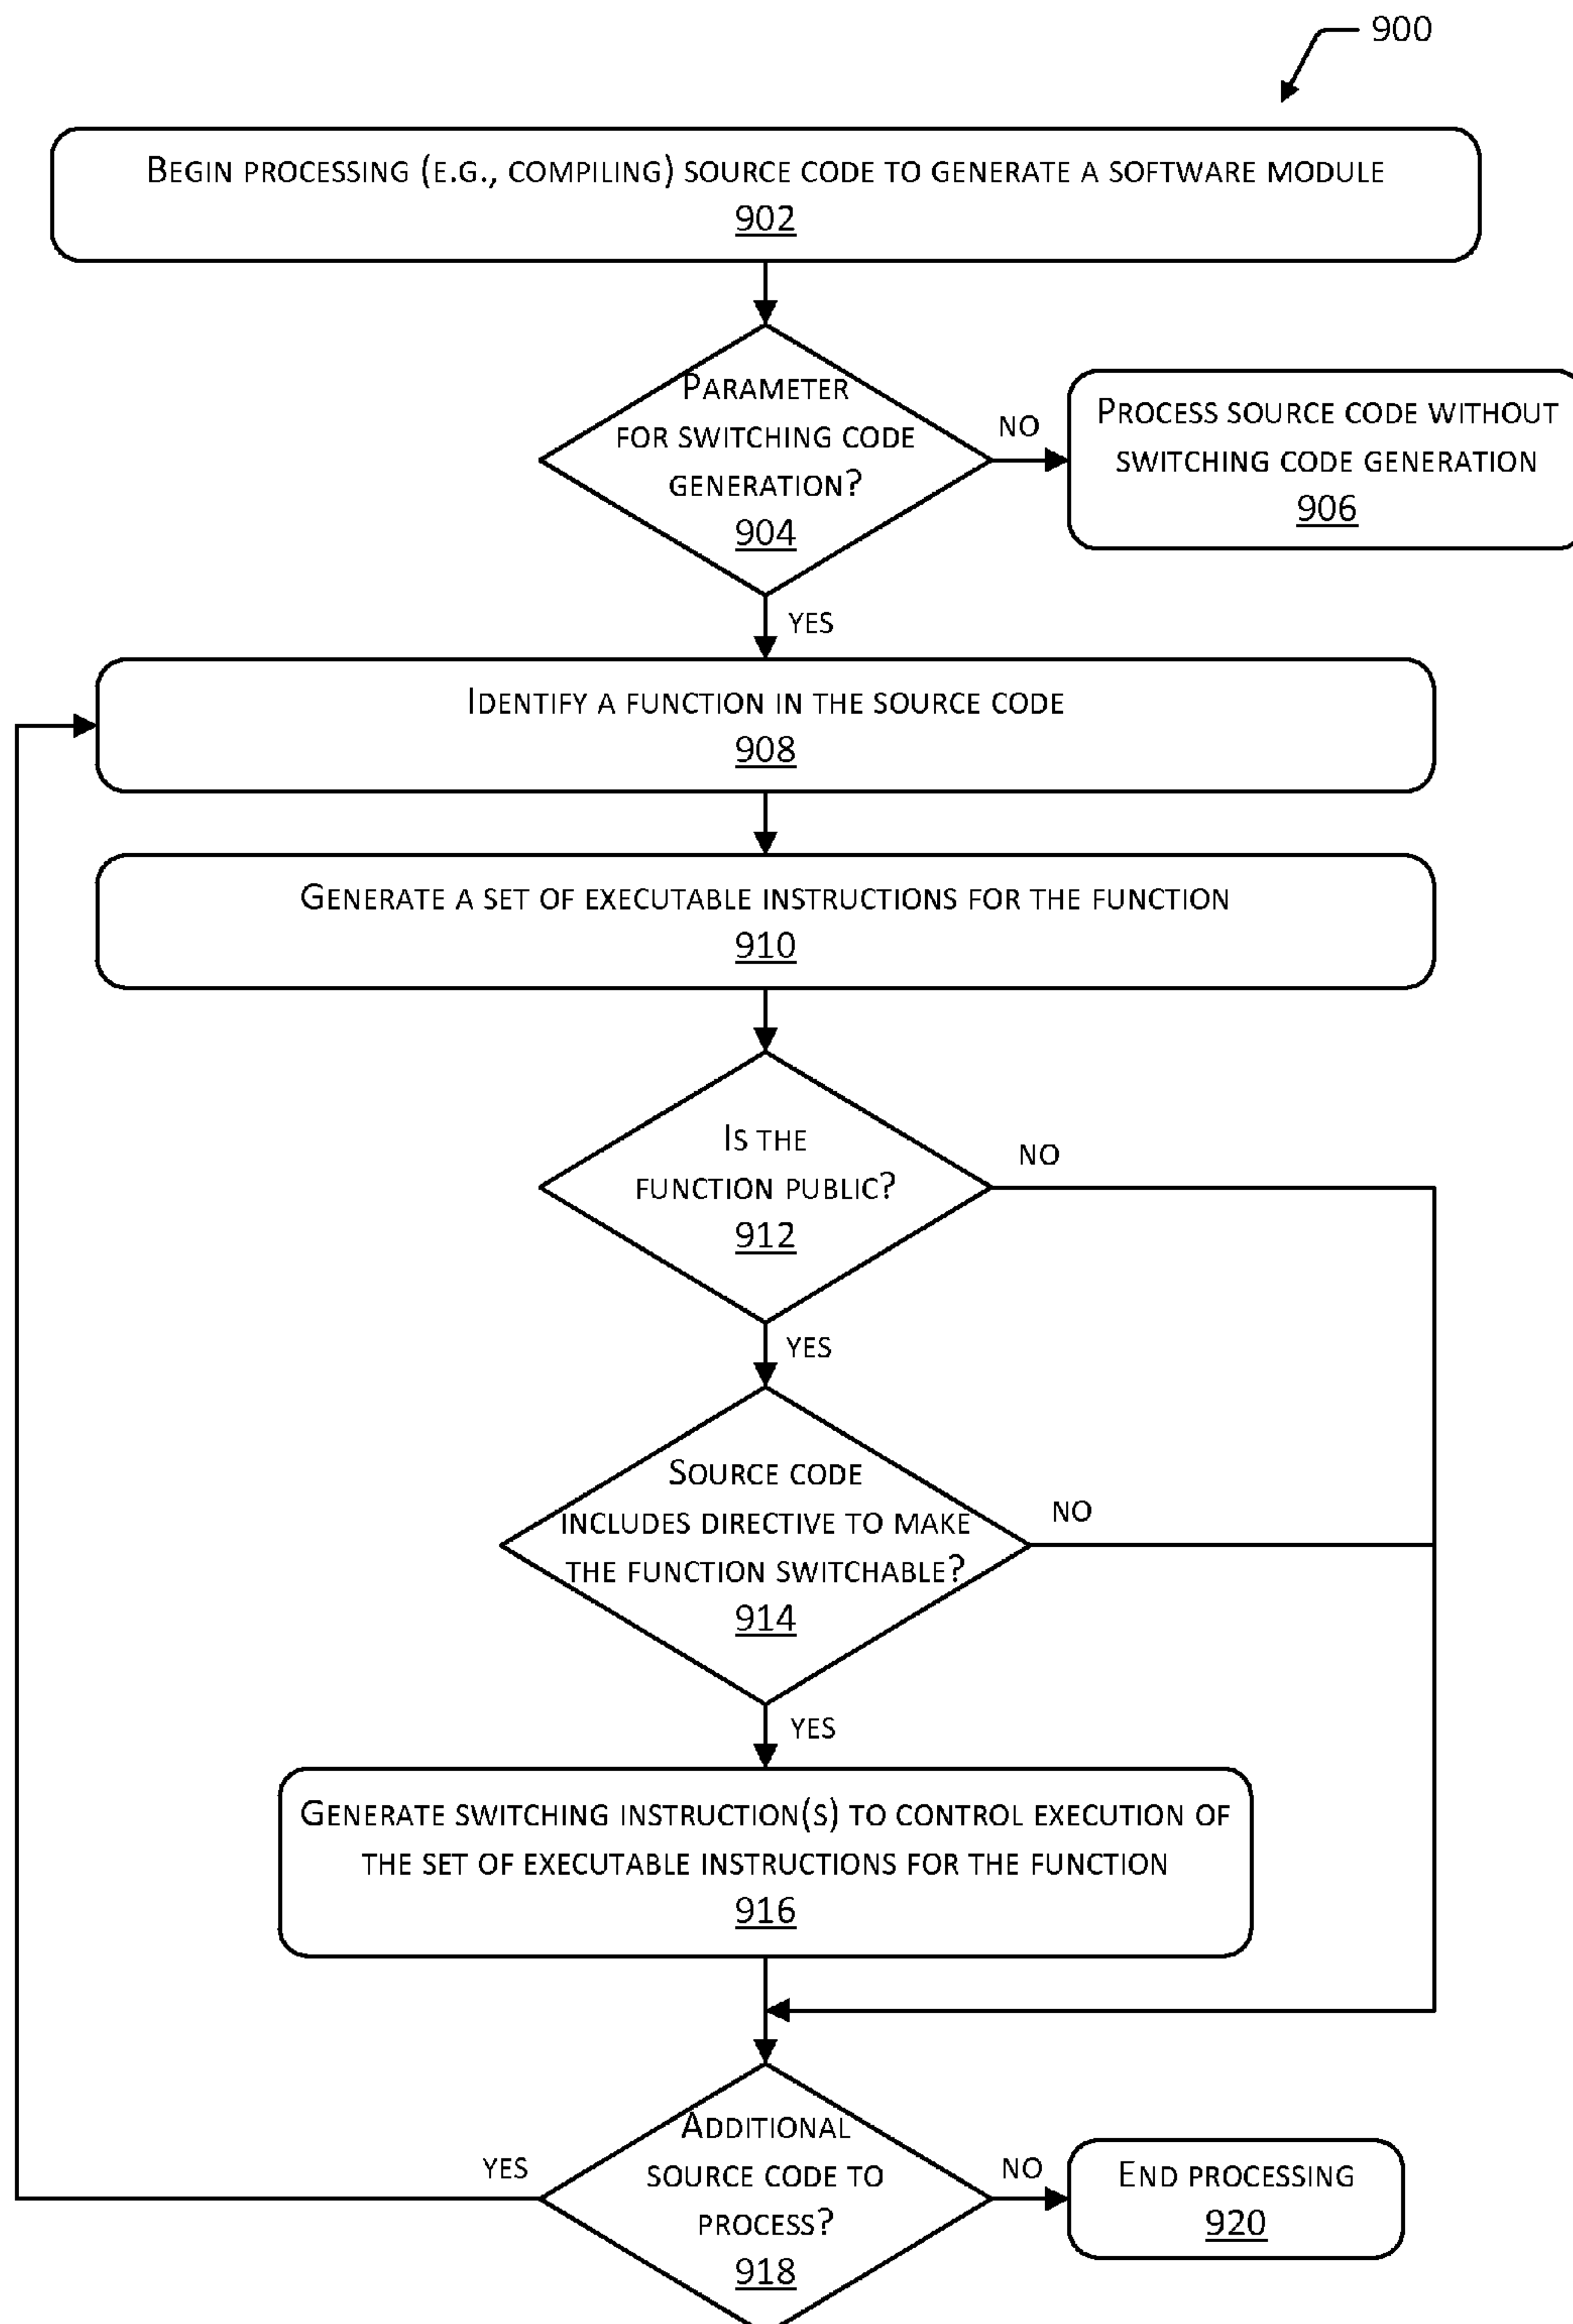 900
BEGIN PROCESSING (E.G., COMPILING) SOURCE CODE TO GENERATE A SOFTWARE MODULE
902
PARAMETER
FOR SWITCHING CODE
GENERATION?
904
NO
PROCESS SOURCE CODE WITHOUT
SWITCHING CODE GENERATION
906
YES
IDENTIFY A FUNCTION IN THE SOURCE CODE
908
GENERATE A SET OF EXECUTABLE INSTRUCTIONS FOR THE FUNCTION
910
IS THE
FUNCTION PUBLIC?
912
NO
YES
SOURCE CODE
INCLUDES DIRECTIVE TO MAKE
THE FUNCTION SWITCHABLE?
914
NO
YES
GENERATE SWITCHING INSTRUCTION(S) TO CONTROL EXECUTION OF
THE SET OF EXECUTABLE INSTRUCTIONS FOR THE FUNCTION
916
YES
ADDITIONAL
SOURCE CODE TO
PROCESS?
918
NO
END PROCESSING
920